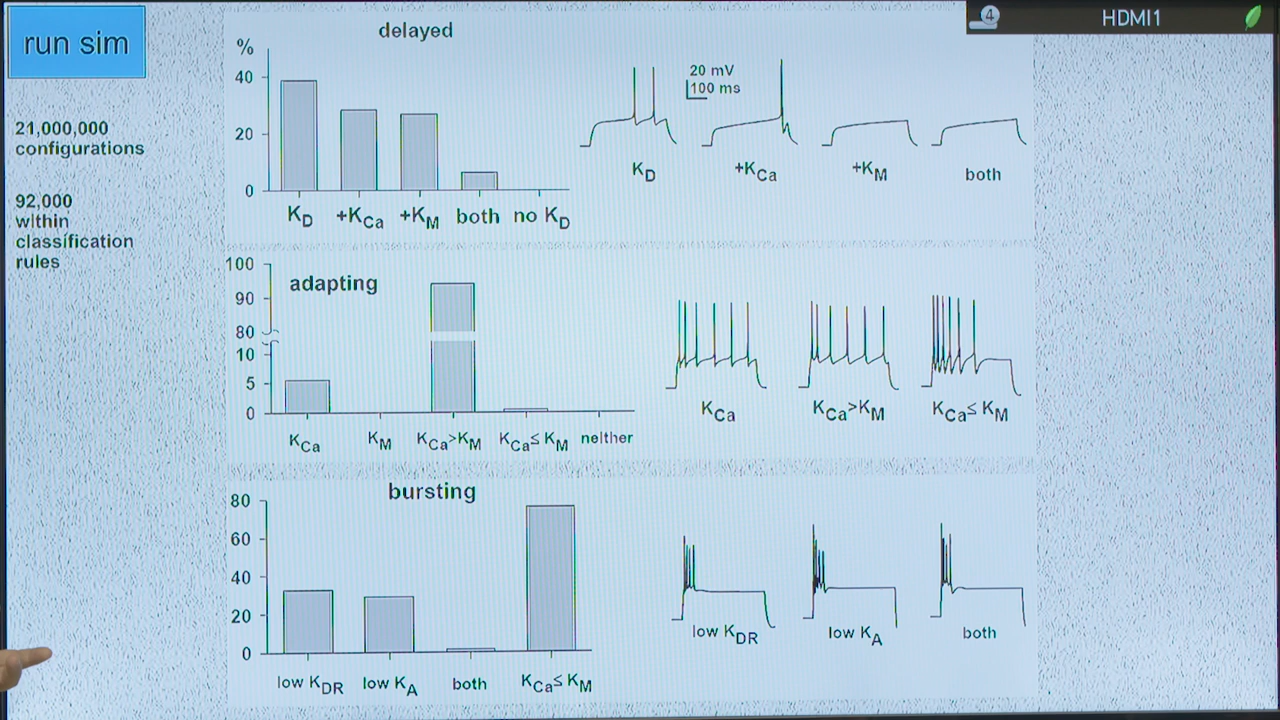 run sim
4 HDMI1
21,000,000
configurations
92,000
within
classification
rules
delayed
%
40
20
0
K_D +K_Ca +K_M both no K_D
20 mV
100 ms
K_D +K_Ca +K_M both
adapting
100
90
80
10
5
0
K_Ca K_M K_Ca>K_M K_Ca≤ K_M neither
K_Ca K_Ca>K_M K_Ca≤ K_M
bursting
80
60
40
20
0
low K_DR low K_A both K_Ca≤ K_M
low K_DR low K_A both